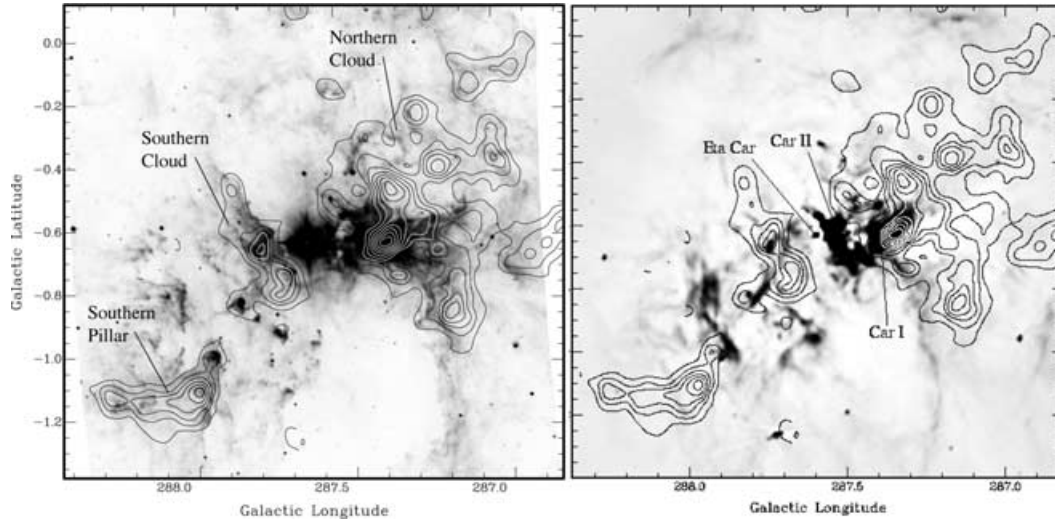 0.0
−0.2
−0.4
−0.6
−0.8
−1.0
−1.2
Galactic Latitude
Northern
Cloud
Southern
Cloud
Southern
Pillar
288.0
287.5
287.0
Galactic Longitude
Eta Car
Car II
Car I
288.0
287.5
287.0
Galactic Longitude